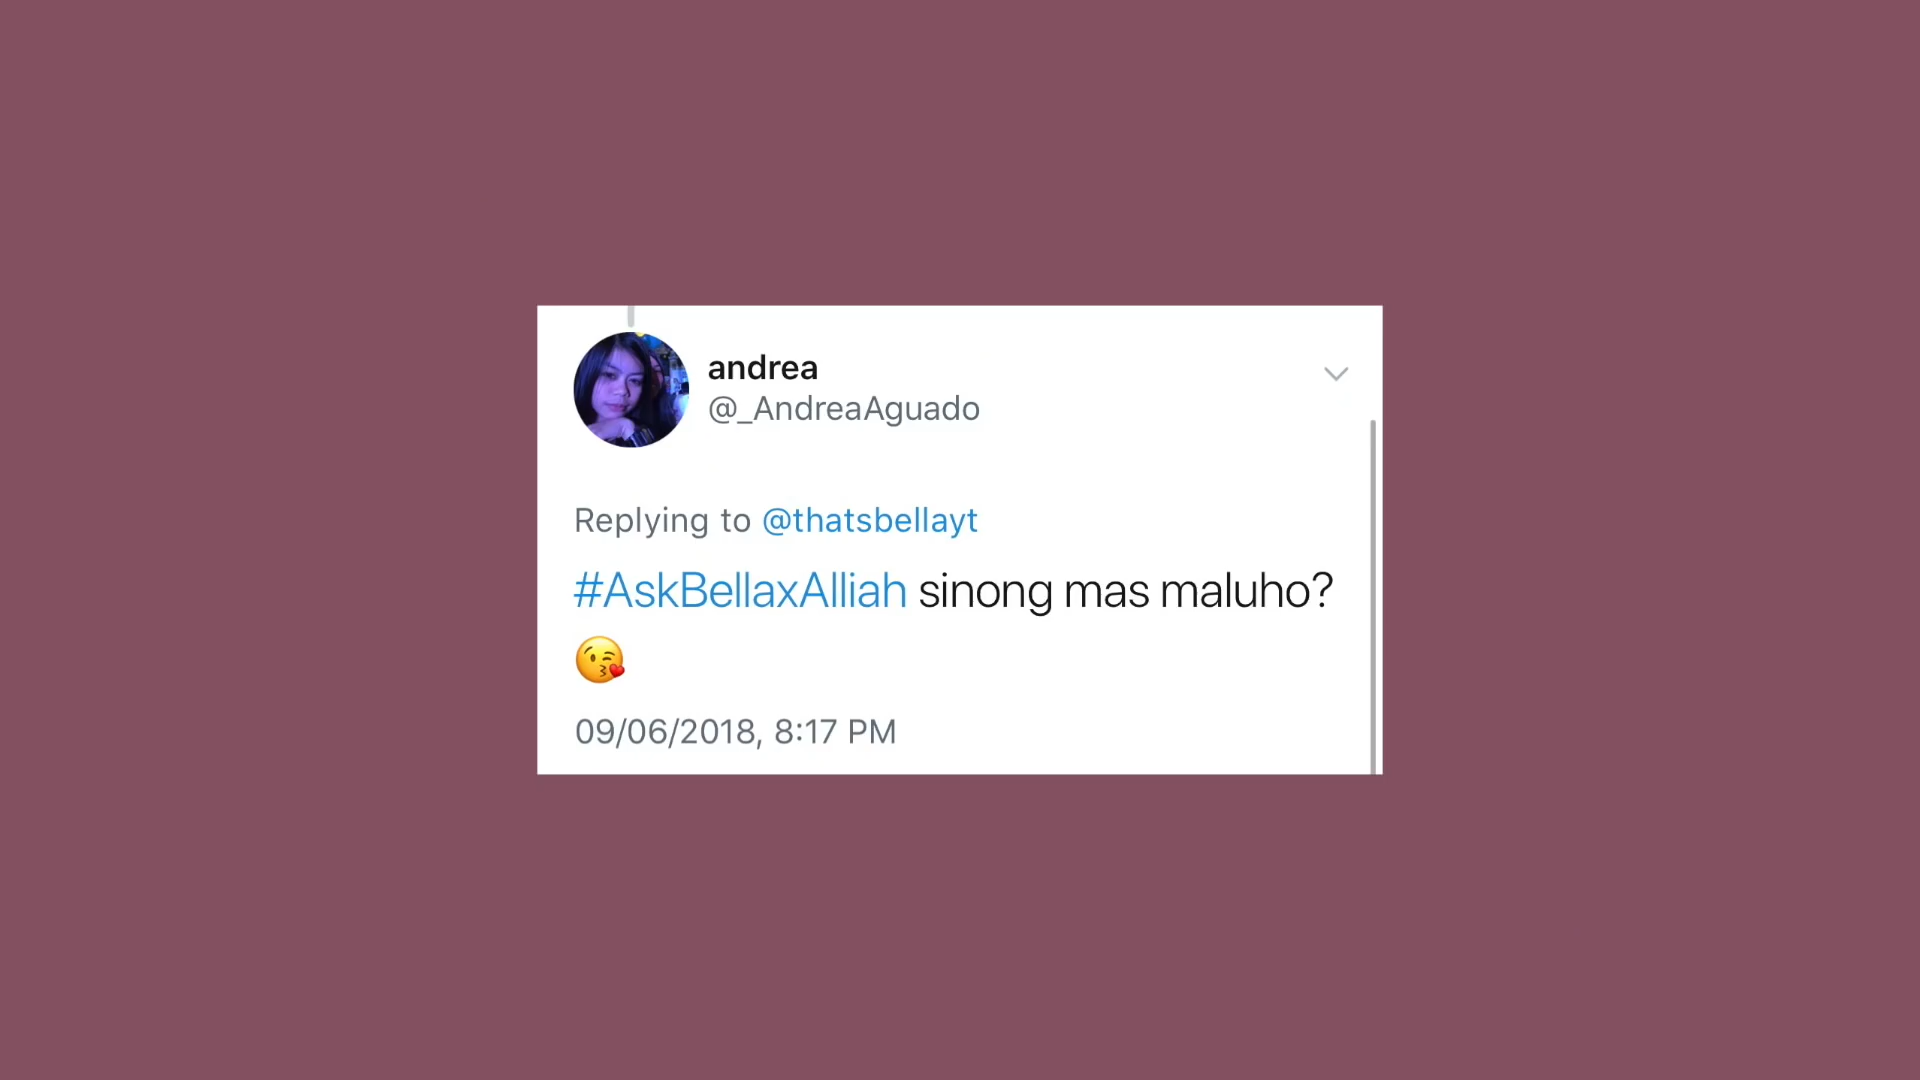 andrea
@_AndreaAguado
Replying to @thatsbellayt
#AskBellaxAlliah sinong mas maluho?
😘
09/06/2018, 8:17 PM